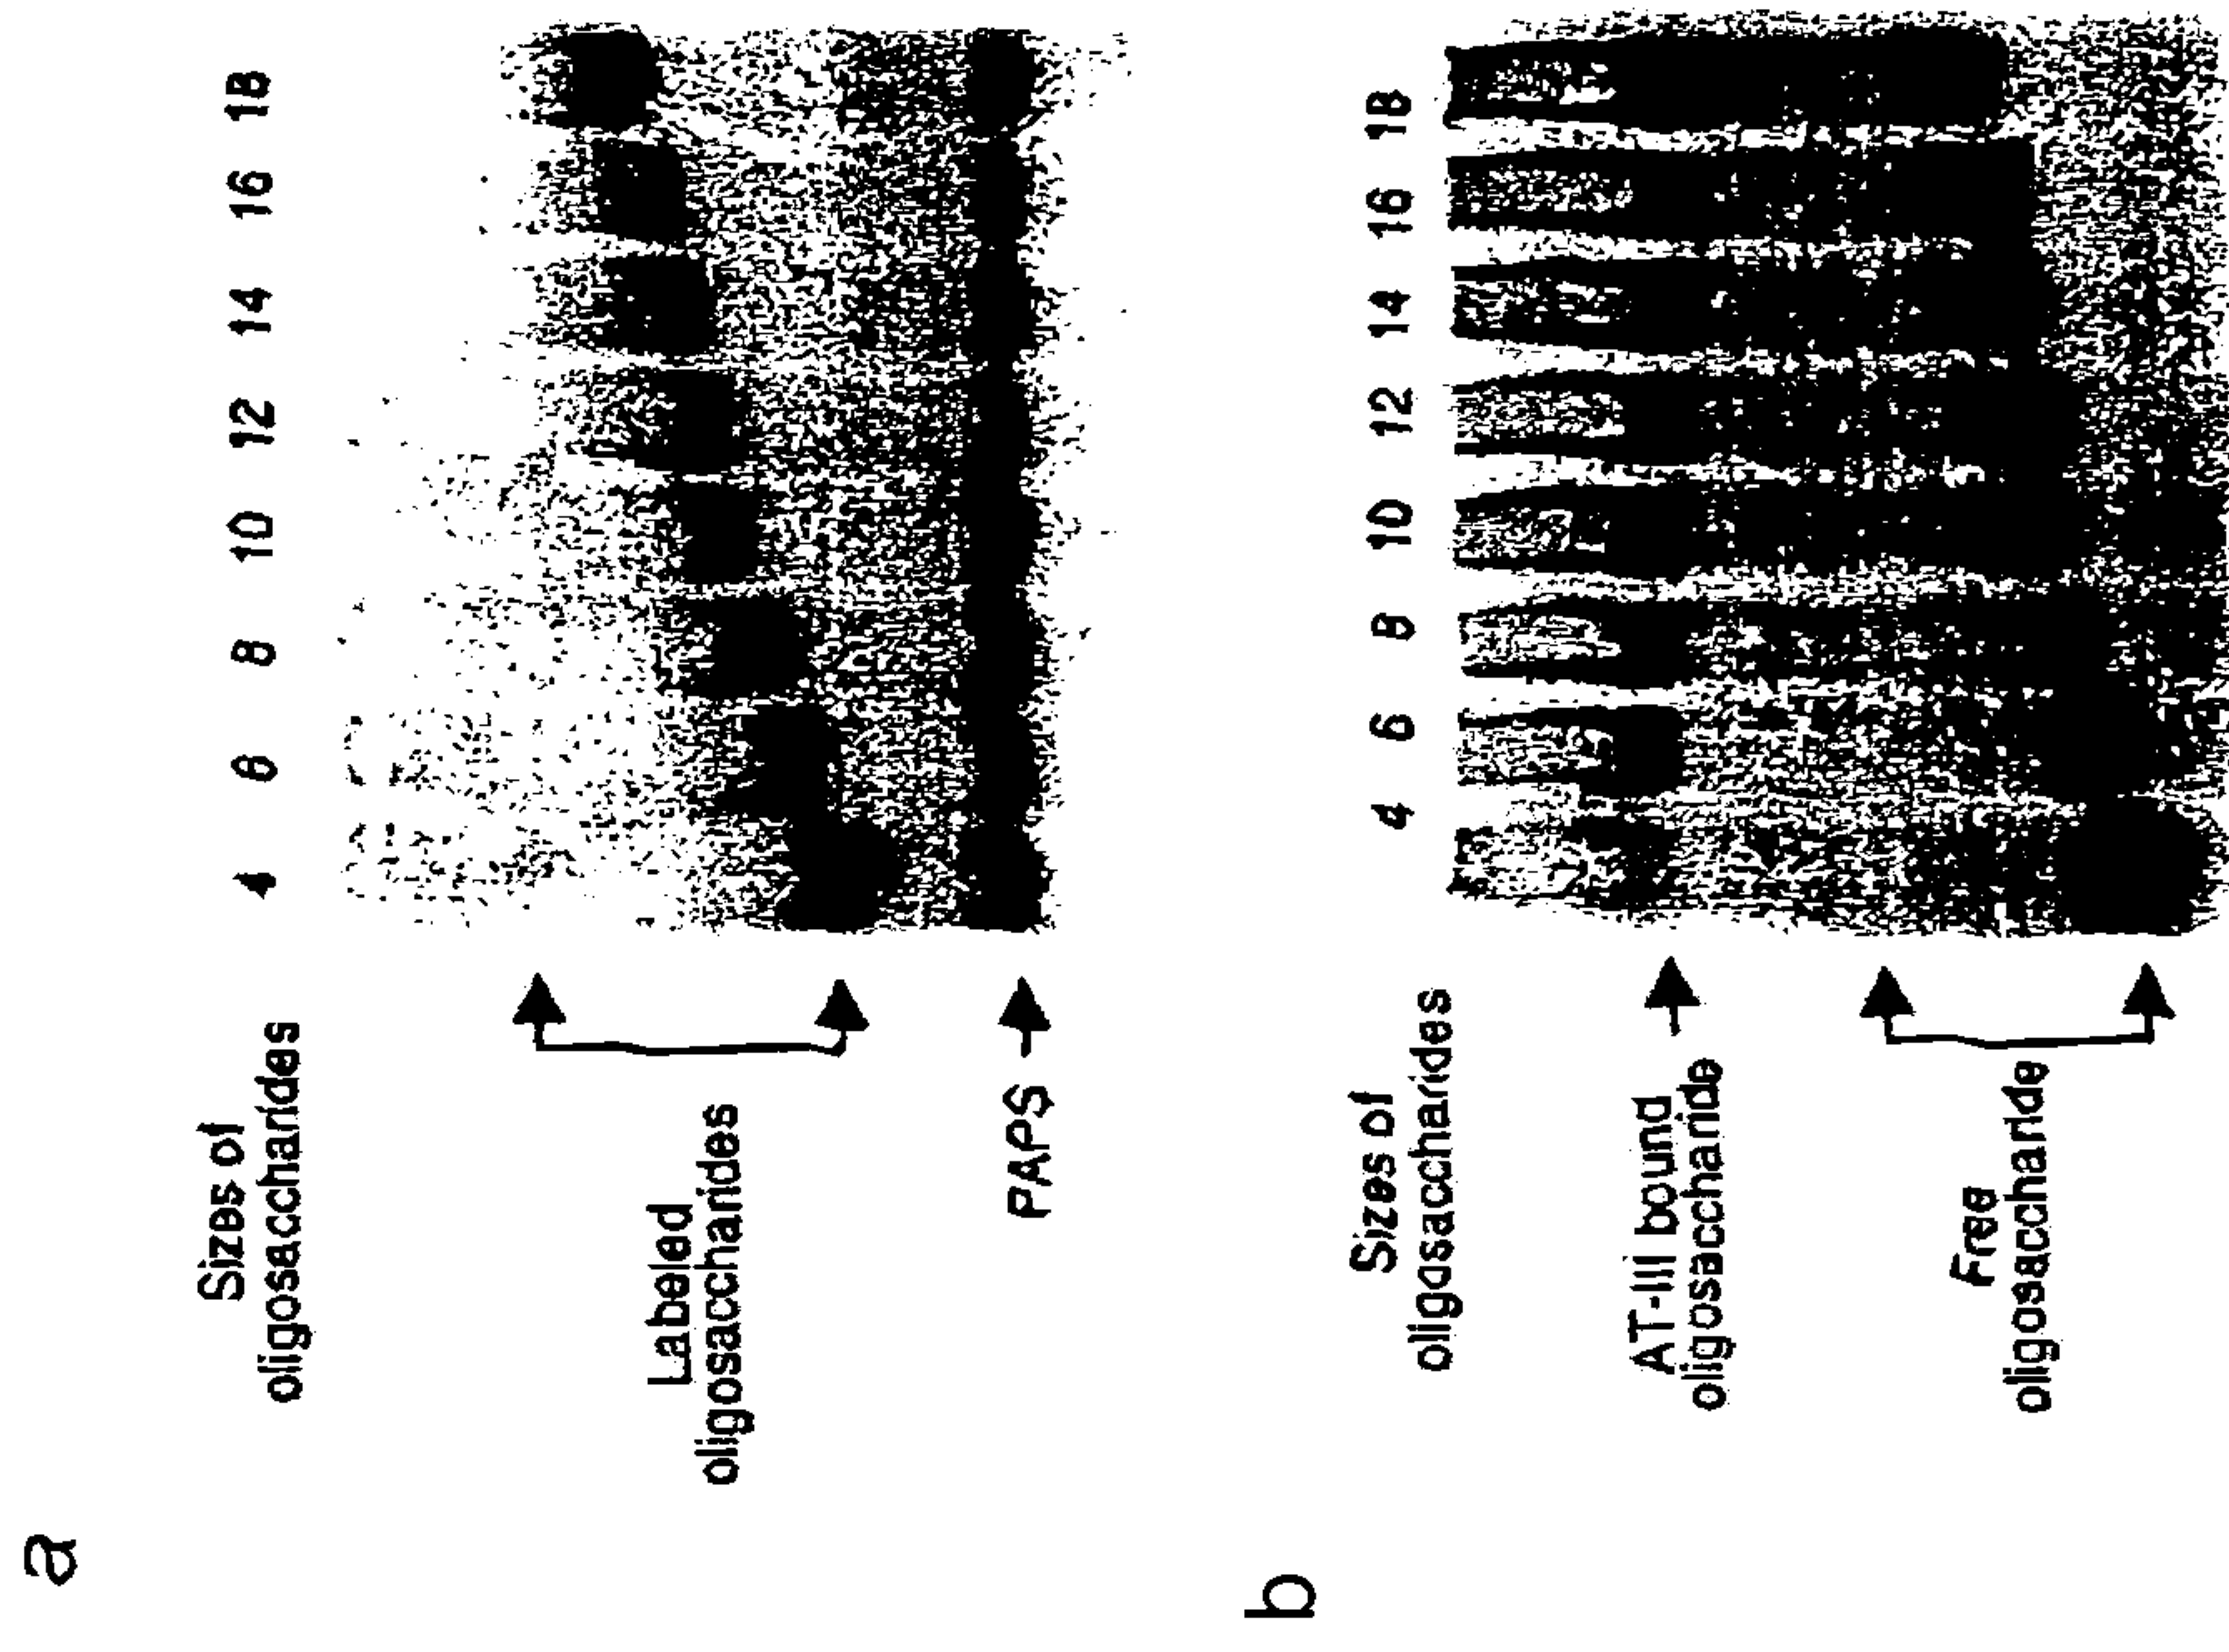 a
Sizes of
oligosaccharides
4 6 8 10 12 14 16 18
Labeled
oligosaccharides
PAPS
b
Sizes of
oligosaccharides
4 6 8 10 12 14 16 18
AT-III bound
oligosaccharide
Free
oligosaccharide